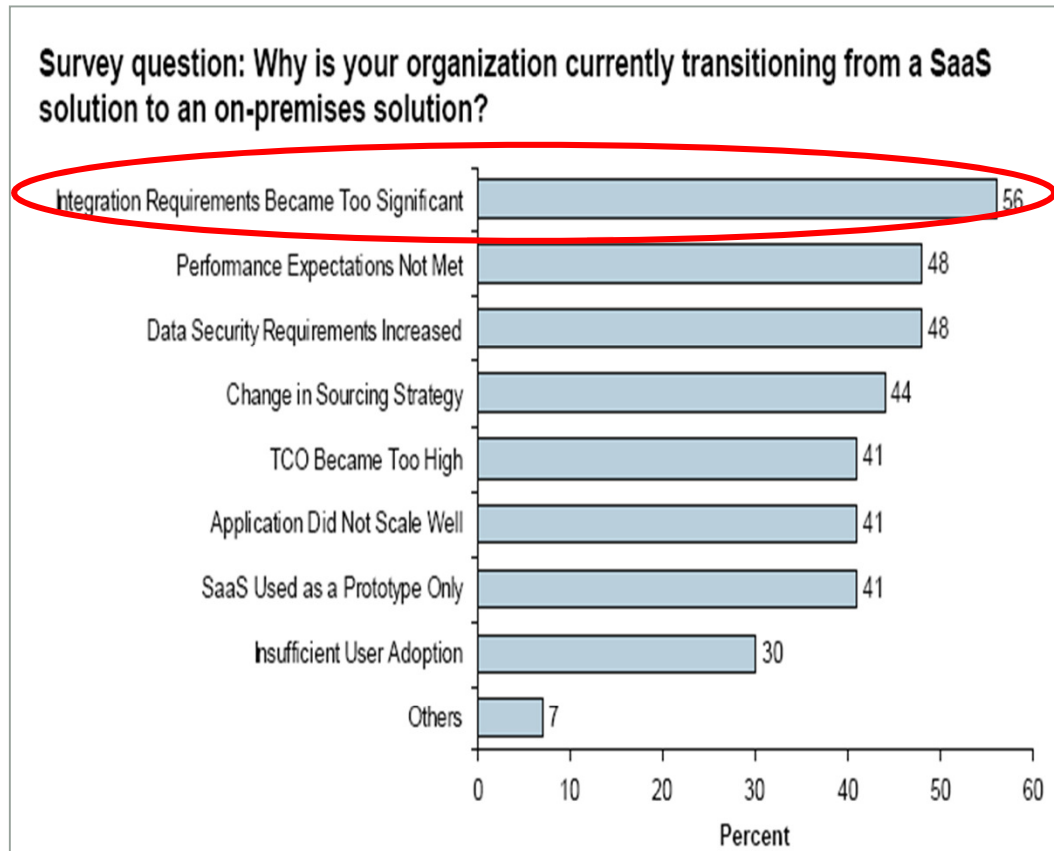 Survey question: Why is your organization currently transitioning from a SaaS
solution to an on-premises solution?
Integration Requirements Became Too Significant 56
Performance Expectations Not Met 48
Data Security Requirements Increased 48
Change in Sourcing Strategy 44
TCO Became Too High 41
Application Did Not Scale Well 41
SaaS Used as a Prototype Only 41
Insufficient User Adoption 30
Others 7
0 10 20 30 40 50 60
Percent